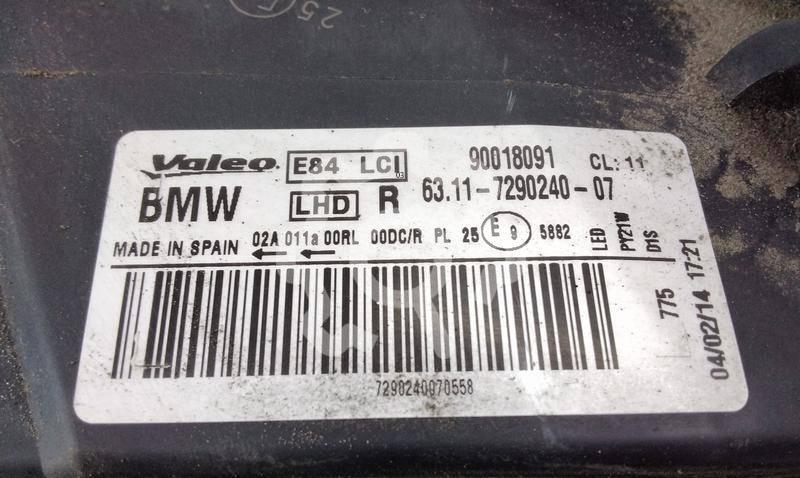 25
Valeo E84 LCI 90018091 CL: 11
BMW LHD R 63.11-7290240-07
MADE IN SPAIN 02A 011a 00RL 00DC/R PL 25 E 9 5882
LED
PY21W
D1S
775
04/02/14 17:21
7290240070558